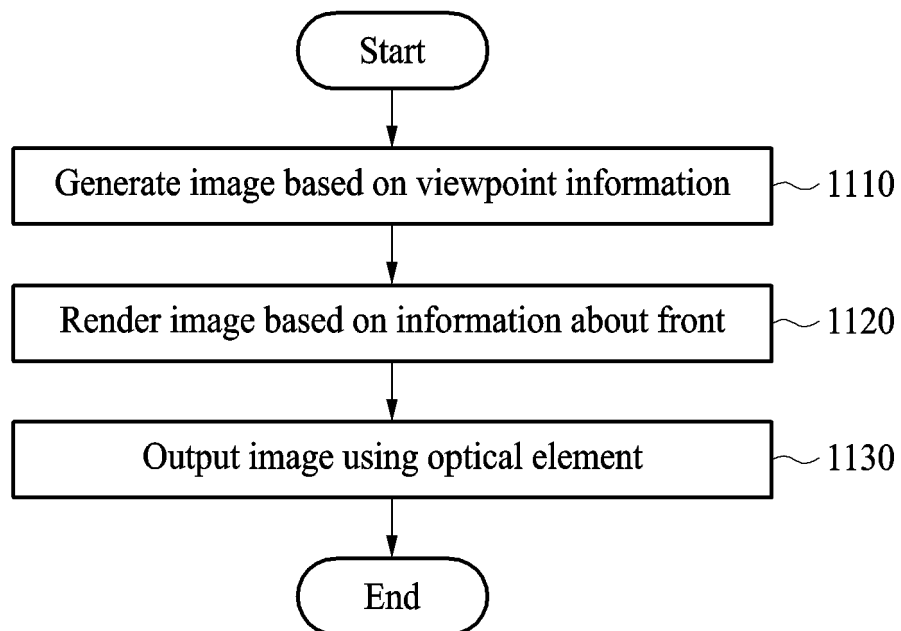 Start
Generate image based on viewpoint information
1110
Render image based on information about front
1120
Output image using optical element
1130
End